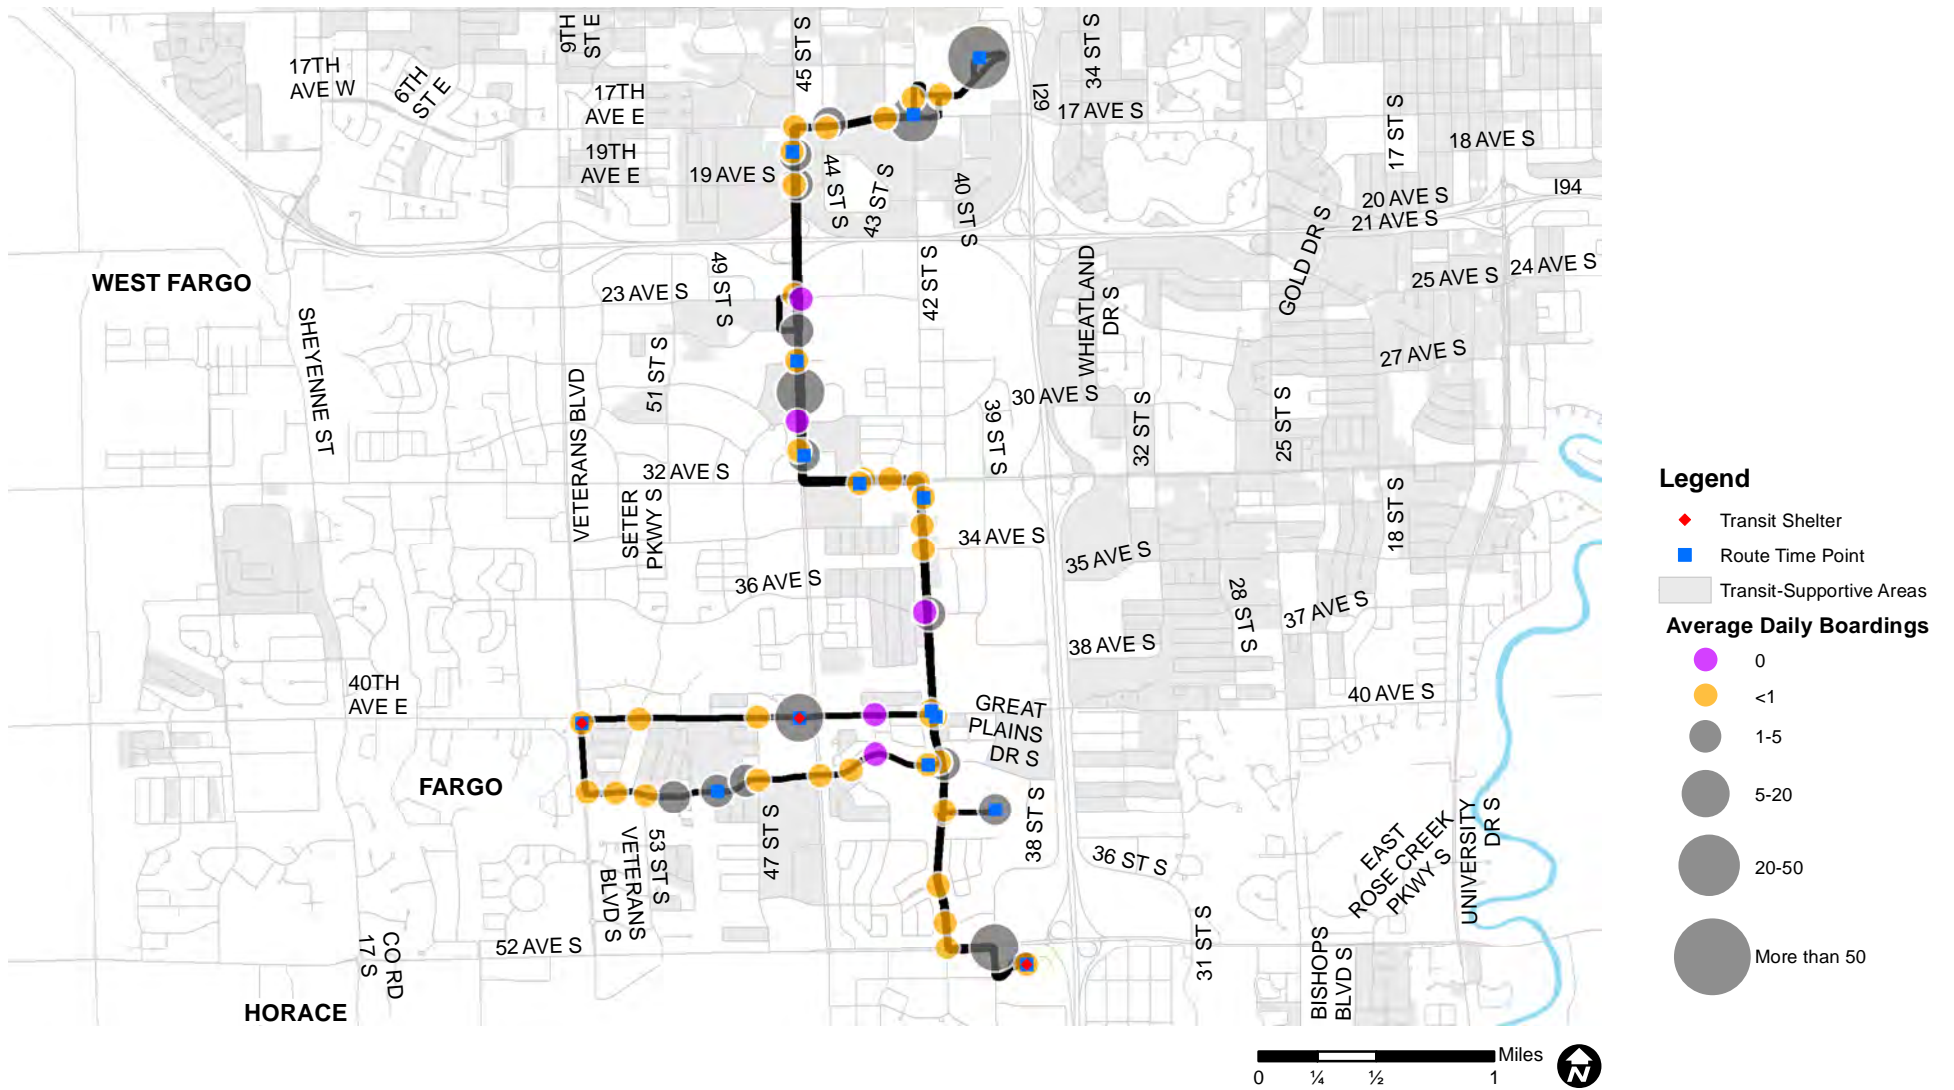 9TH
ST E
45 ST S
34 ST S
17TH
AVE W
6TH
ST E
17TH
AVE E
I29
17 AVE S
17 ST S
18 AVE S
19TH
AVE E
19 AVE S
44 ST S
43 ST S
40 ST S
I94
20 AVE S
21 AVE S
GOLD DR S
24 AVE S
25 AVE S
WEST FARGO
49 ST S
23 AVE S
42 ST S
WHEATLAND
DR S
SHEYENNE ST
27 AVE S
51 ST S
VETERANS BLVD
30 AVE S
39 ST S
32 ST S
25 ST S
32 AVE S
SETER
PKWY S
34 AVE S
35 AVE S
18 ST S
36 AVE S
28 ST S
37 AVE S
38 AVE S
40TH
AVE E
GREAT
PLAINS
DR S
40 AVE S
FARGO
38 ST S
47 ST S
53 ST S
VETERANS
BLVD S
36 ST S
EAST
ROSE CREEK
PKWY S
UNIVERSITY
DR S
52 AVE S
CO RD
17 S
31 ST S
BISHOPS
BLVD S
HORACE
Legend
Transit Shelter
Route Time Point
Transit-Supportive Areas
Average Daily Boardings
0
<1
1-5
5-20
20-50
More than 50
Miles
0 ¼ ½ 1
N